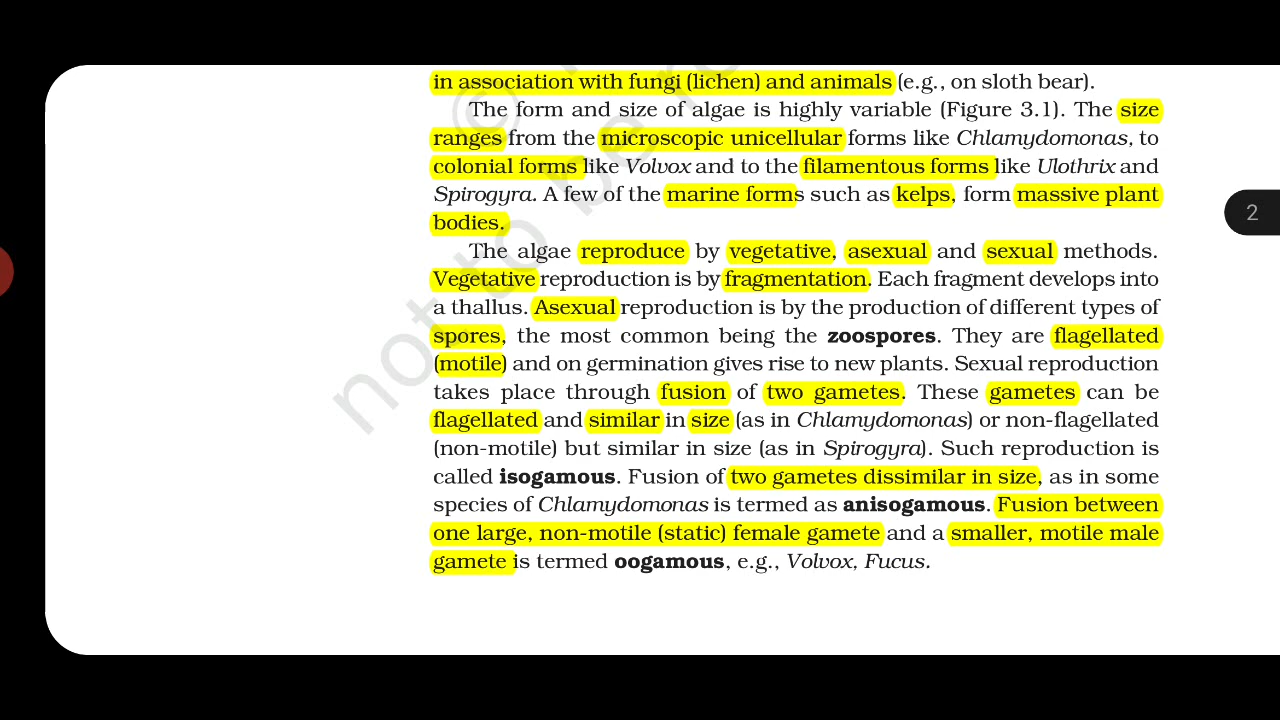 in association with fungi (lichen) and animals (e.g., on sloth bear).
The form and size of algae is highly variable (Figure 3.1). The size
ranges from the microscopic unicellular forms like Chlamydomonas, to
colonial forms like Volvox and to the filamentous forms like Ulothrix and
Spirogyra. A few of the marine forms such as kelps, form massive plant
bodies.
The algae reproduce by vegetative, asexual and sexual methods.
Vegetative reproduction is by fragmentation. Each fragment develops into
a thallus. Asexual reproduction is by the production of different types of
spores, the most common being the zoospores. They are flagellated
(motile) and on germination gives rise to new plants. Sexual reproduction
takes place through fusion of two gametes. These gametes can be
flagellated and similar in size (as in Chlamydomonas) or non-flagellated
(non-motile) but similar in size (as in Spirogyra). Such reproduction is
called isogamous. Fusion of two gametes dissimilar in size, as in some
species of Chlamydomonas is termed as anisogamous. Fusion between
one large, non-motile (static) female gamete and a smaller, motile male
gamete is termed oogamous, e.g., Volvox, Fucus.
2
©
not to be re